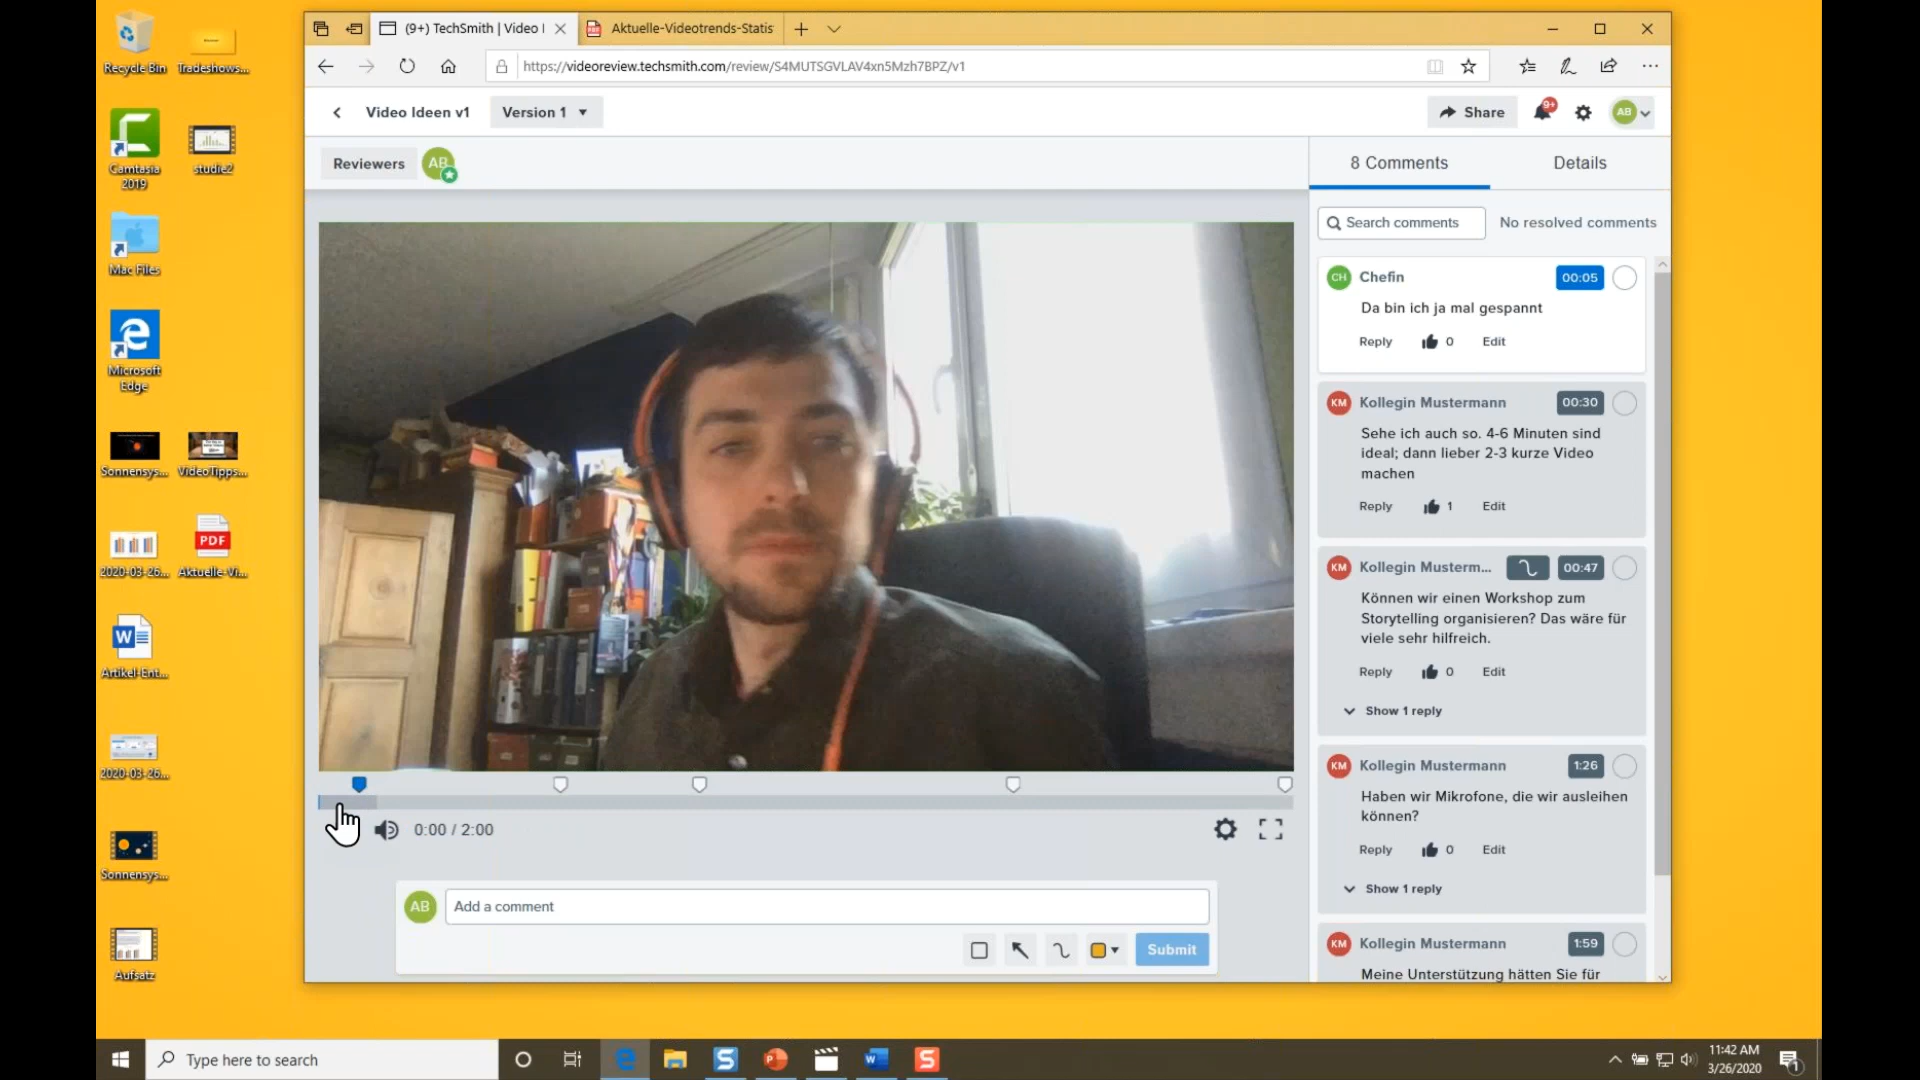 Recycle Bin
Tradeshows...
Camtasia
2019
studie2
Mac Files
Microsoft
Edge
Sonnensys...
VideoTipps...
2020-03-26...
PDF
Aktuelle-Vi...
Artikel-Ent...
2020-03-26...
Sonnensys...
Aufsatz
(9+) TechSmith | Video I
Aktuelle-Videotrends-Statis
https://videoreview.techsmith.com/review/S4MUTSGVLAV4xn5Mzh7BPZ/v1
Video Ideen v1
Version 1
Share
9+
AB
Reviewers
AB
8 Comments
Details
Search comments
No resolved comments
CH
Chefin
00:05
Da bin ich ja mal gespannt
Reply
0
Edit
KM
Kollegin Mustermann
00:30
Sehe ich auch so. 4-6 Minuten sind
ideal; dann lieber 2-3 kurze Video
machen
Reply
1
Edit
KM
Kollegin Musterm...
00:47
Können wir einen Workshop zum
Storytelling organisieren? Das wäre für
viele sehr hilfreich.
Reply
0
Edit
Show 1 reply
KM
Kollegin Mustermann
1:26
Haben wir Mikrofone, die wir ausleihen
können?
Reply
0
Edit
Show 1 reply
KM
Kollegin Mustermann
1:59
Meine Unterstützung hätten Sie für
0:00 / 2:00
AB
Add a comment
Submit
Type here to search
11:42 AM
3/26/2020
1